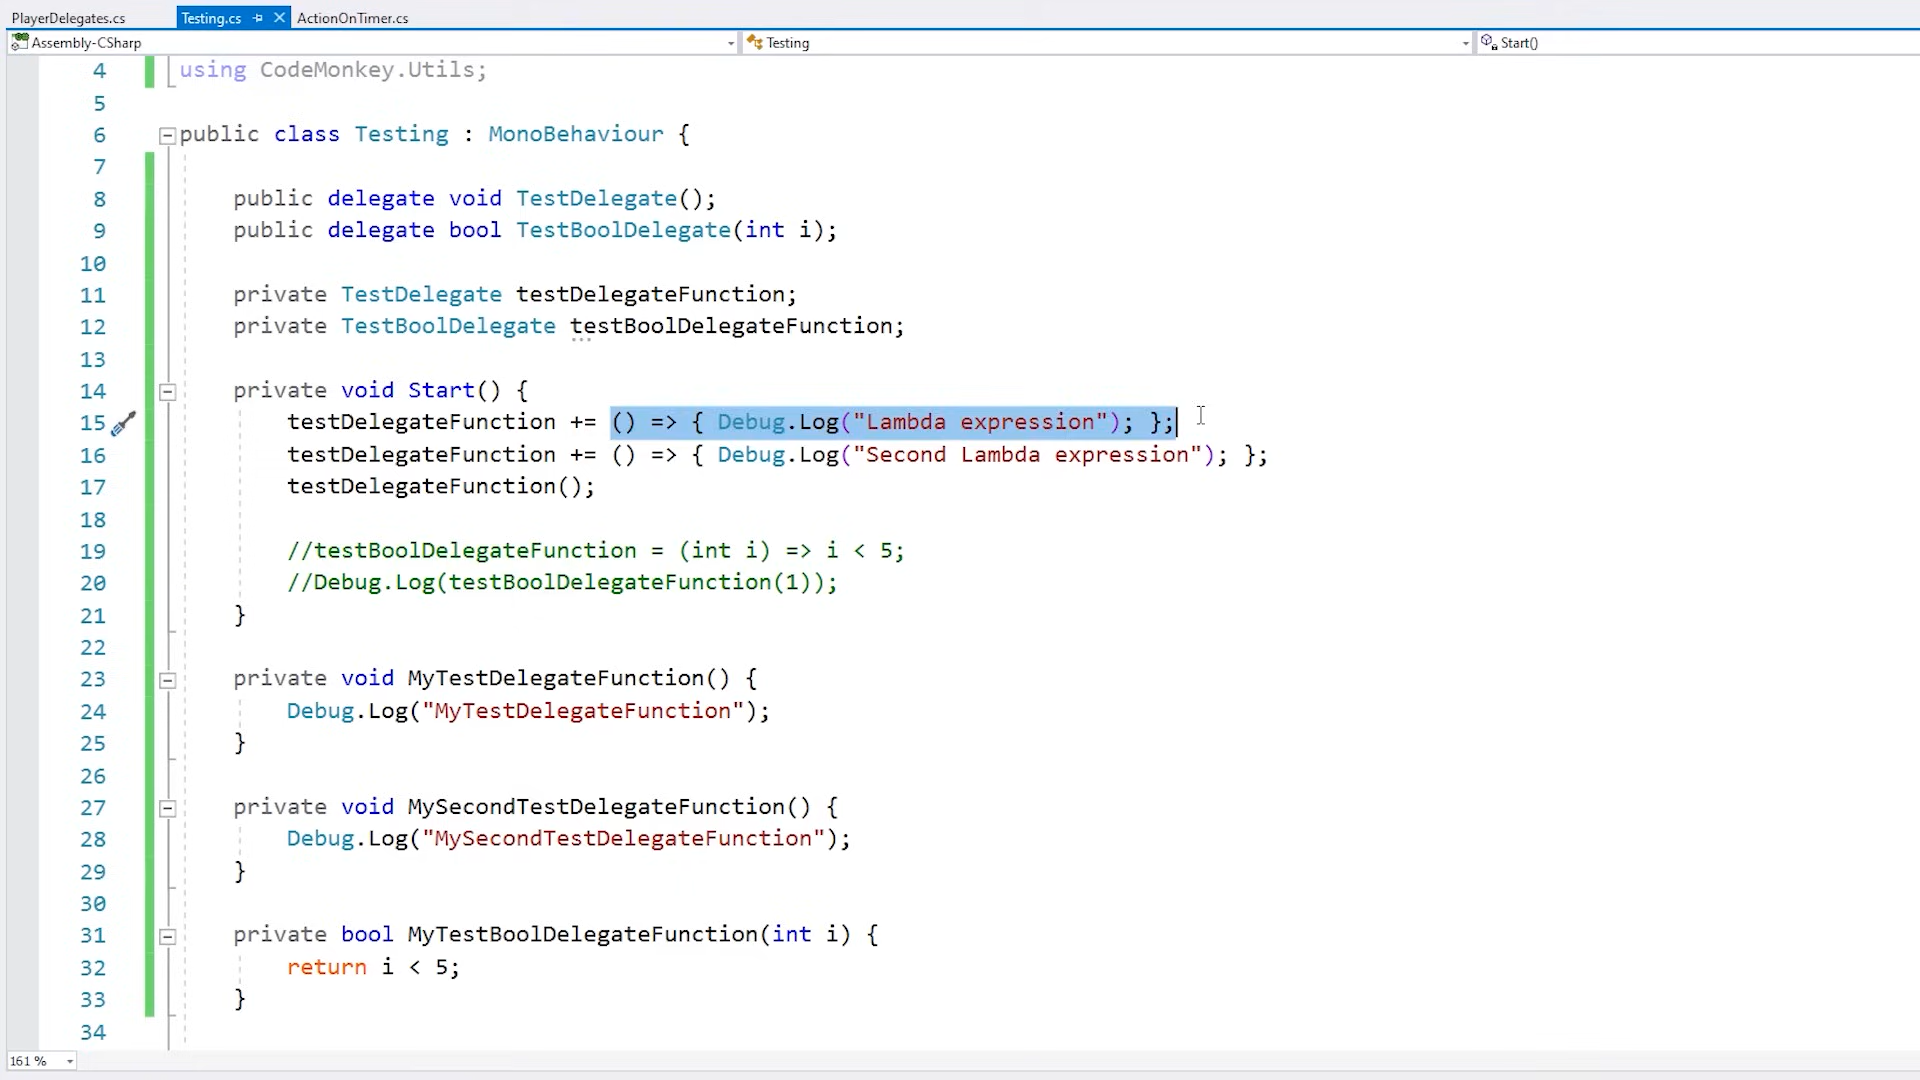 PlayerDelegates.cs Testing.cs ActionOnTimer.cs
Assembly-CSharp Testing Start()
4 using CodeMonkey.Utils;
5
6 public class Testing : MonoBehaviour {
7
8 public delegate void TestDelegate();
9 public delegate bool TestBoolDelegate(int i);
10
11 private TestDelegate testDelegateFunction;
12 private TestBoolDelegate testBoolDelegateFunction;
13
14 private void Start() {
15 testDelegateFunction += () => { Debug.Log("Lambda expression"); };
16 testDelegateFunction += () => { Debug.Log("Second Lambda expression"); };
17 testDelegateFunction();
18
19 //testBoolDelegateFunction = (int i) => i < 5;
20 //Debug.Log(testBoolDelegateFunction(1));
21 }
22
23 private void MyTestDelegateFunction() {
24 Debug.Log("MyTestDelegateFunction");
25 }
26
27 private void MySecondTestDelegateFunction() {
28 Debug.Log("MySecondTestDelegateFunction");
29 }
30
31 private bool MyTestBoolDelegateFunction(int i) {
32 return i < 5;
33 }
34
161 %